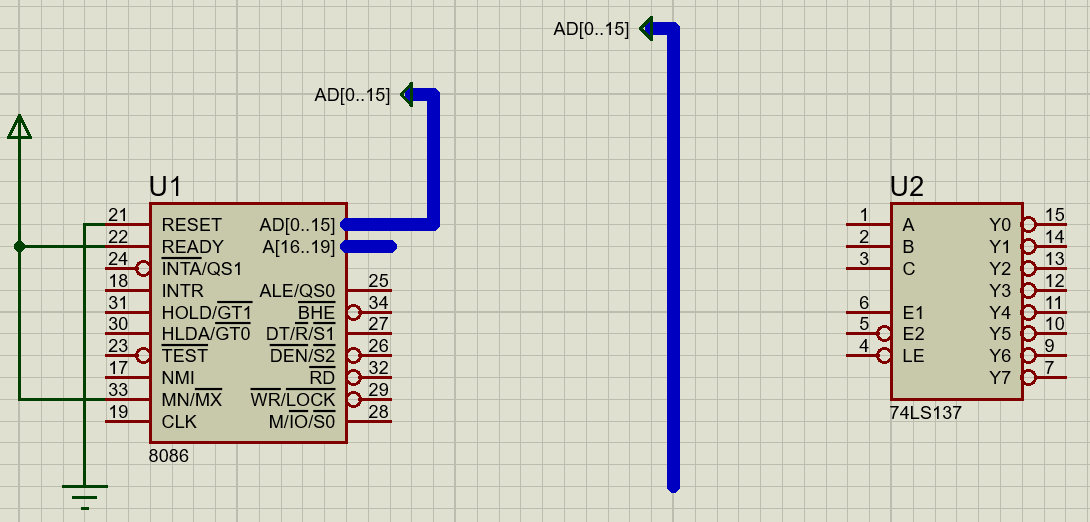 AD[0..15]
AD[0..15]
U1
21 RESET AD[0..15]
22 READY A[16..19]
24 INTA/QS1
18 INTR ALE/QS0 25
31 HOLD/GT1 BHE 34
30 HLDA/GT0 DT/R/S1 27
23 TEST DEN/S2 26
17 NMI RD 32
33 MN/MX WR/LOCK 29
19 CLK M/IO/S0 28
8086
U2
1 A Y0 15
2 B Y1 14
3 C Y2 13
Y3 12
6 E1 Y4 11
5 E2 Y5 10
4 LE Y6 9
Y7 7
74LS137